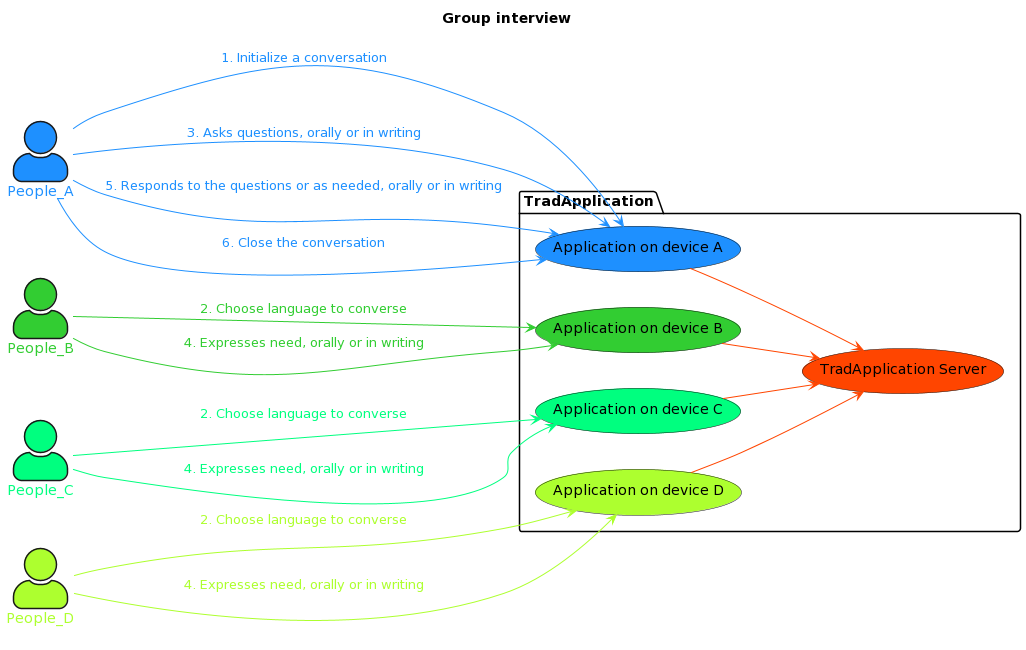 Group interview
1. Initialize a conversation
3. Asks questions, orally or in writing
People_A
5. Responds to the questions or as needed, orally or in writing
TradApplication
6. Close the conversation
Application on device A
2. Choose language to converse
Application on device B
People_B
4. Expresses need, orally or in writing
TradApplication Server
2. Choose language to converse
Application on device C
4. Expresses need, orally or in writing
People_C
Application on device D
2. Choose language to converse
4. Expresses need, orally or in writing
People_D